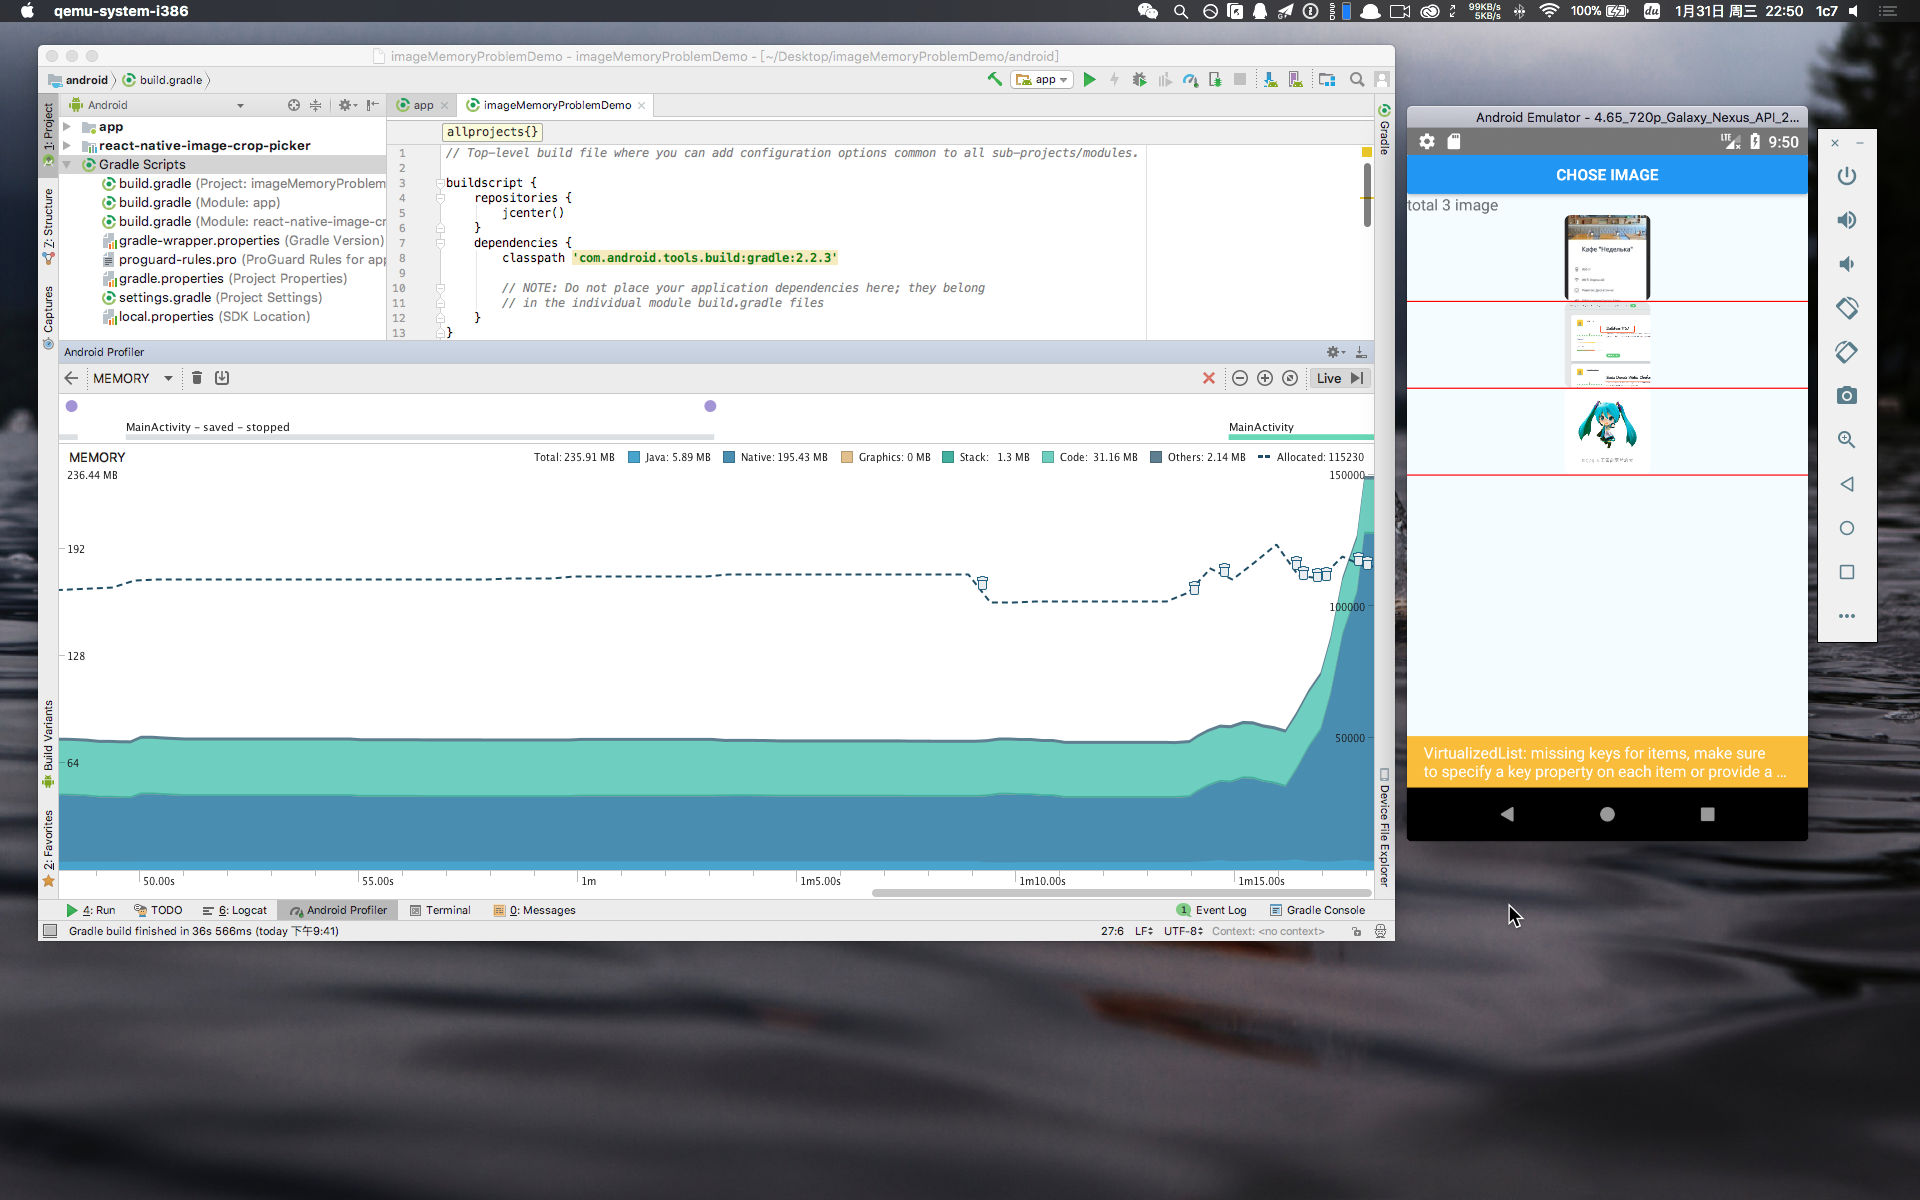 qemu-system-i386
99KB/s
5KB/s
100%
du
1月31日 周三 22:50
1c7
imageMemoryProblemDemo - imageMemoryProblemDemo - [~/Desktop/imageMemoryProblemDemo/android]
android
build.gradle
app
1: Project
Z: Structure
Captures
Build Variants
2: Favorites
Android
app
react-native-image-crop-picker
Gradle Scripts
build.gradle (Project: imageMemoryProblem
build.gradle (Module: app)
build.gradle (Module: react-native-image-cr
gradle-wrapper.properties (Gradle Version)
proguard-rules.pro (ProGuard Rules for app
gradle.properties (Project Properties)
settings.gradle (Project Settings)
local.properties (SDK Location)
app
imageMemoryProblemDemo
allprojects{}
1 // Top-level build file where you can add configuration options common to all sub-projects/modules.
2
3 buildscript {
4 repositories {
5 jcenter()
6 }
7 dependencies {
8 classpath 'com.android.tools.build:gradle:2.2.3'
9
10 // NOTE: Do not place your application dependencies here; they belong
11 // in the individual module build.gradle files
12 }
13 }
Gradle
Device File Explorer
Android Profiler
MEMORY
Live
MainActivity - saved - stopped
MainActivity
MEMORY
236.44 MB
Total: 235.91 MB Java: 5.89 MB Native: 195.43 MB Graphics: 0 MB Stack: 1.3 MB Code: 31.16 MB Others: 2.14 MB Allocated: 115230
150000
192
100000
128
50000
64
50.00s 55.00s 1m 1m5.00s 1m10.00s 1m15.00s
4: Run TODO 6: Logcat Android Profiler Terminal 0: Messages Event Log Gradle Console
1
Gradle build finished in 36s 566ms (today 下午9:41)
27:6 LF UTF-8 Context: <no context>
Android Emulator - 4.65_720p_Galaxy_Nexus_API_2...
LTE
9:50
CHOSE IMAGE
total 3 image
Кафе "Неделька"
VirtualizedList: missing keys for items, make sure
to specify a key property on each item or provide a ...